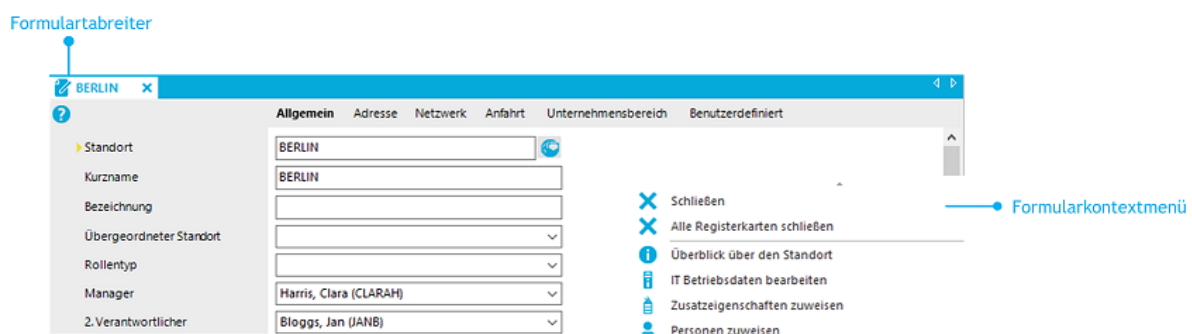 Formulartabreiter
BERLIN
Allgemein Adresse Netzwerk Anfahrt Unternehmensbereich Benutzerdefiniert
Standort BERLIN
Kurzname BERLIN
Bezeichnung
Übergeordneter Standort
Rollentyp
Manager Harris, Clara (CLARAH)
2. Verantwortlicher Bloggs, Jan (JANB)
Schließen
Alle Registerkarten schließen
Überblick über den Standort
IT Betriebsdaten bearbeiten
Zusatzeigenschaften zuweisen
Personen zuweisen
Formularkontextmenü